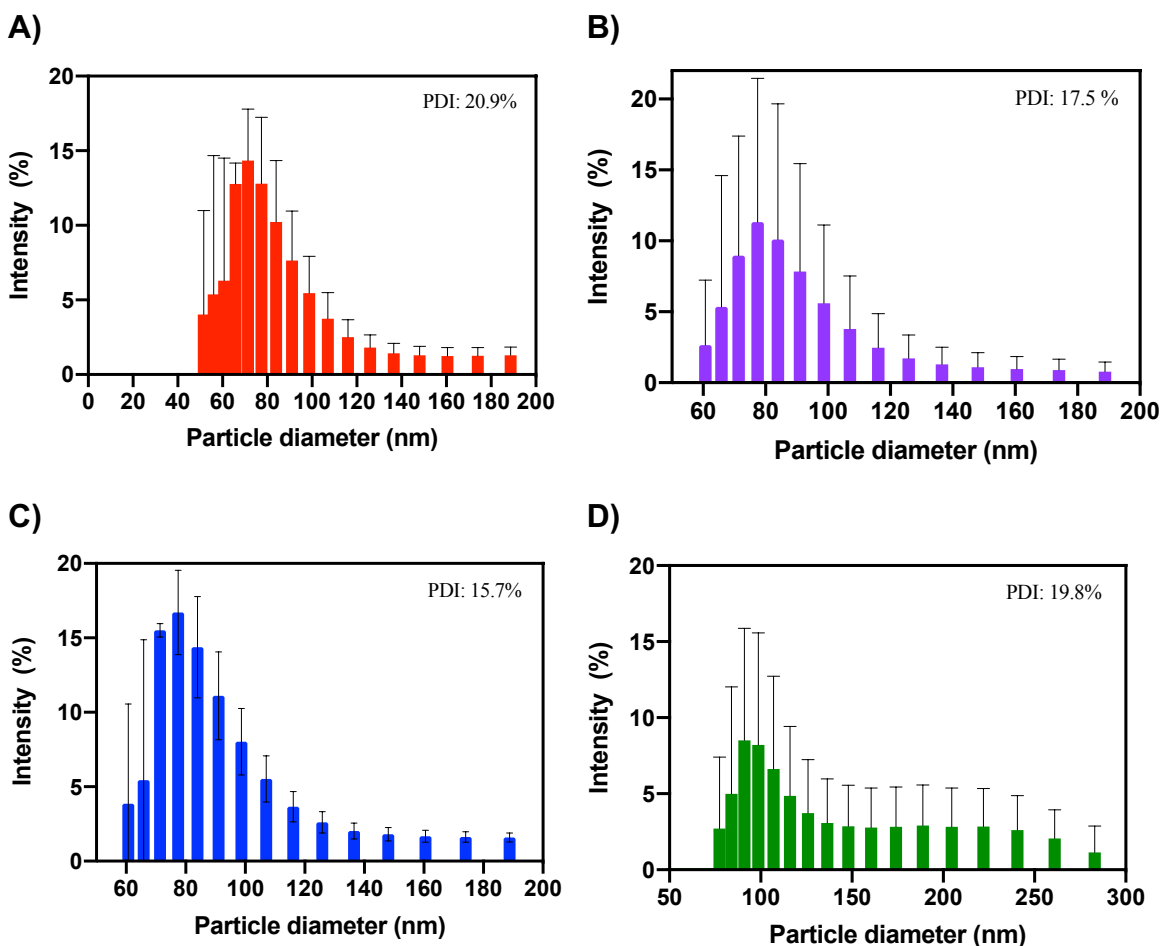 A)
PDI: 20.9%
20
15
10
5
0
Intensity (%)
0 20 40 60 80 100 120 140 160 180 200
Particle diameter (nm)
B)
PDI: 17.5 %
20
15
10
5
0
Intensity (%)
60 80 100 120 140 160 180 200
Particle diameter (nm)
C)
PDI: 15.7%
20
15
10
5
0
Intensity (%)
60 80 100 120 140 160 180 200
Particle diameter (nm)
D)
PDI: 19.8%
20
15
10
5
0
Intensity (%)
50 100 150 200 250 300
Particle diameter (nm)